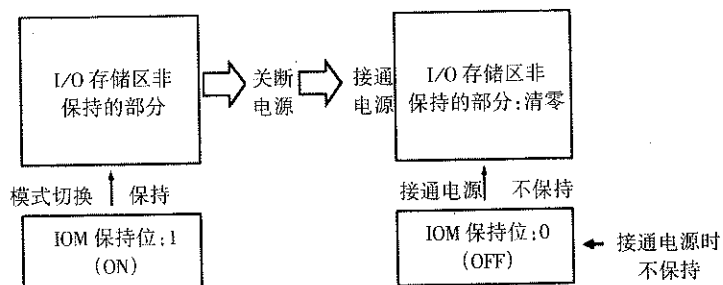 I/O 存储区非
保持的部分
关断
电源
接通
电源
I/O 存储区非
保持的部分:清零
模式切换 保持
接通电源 不保持
IOM 保持位:1
(ON)
IOM 保持位:0
(OFF)
接通电源时
不保持